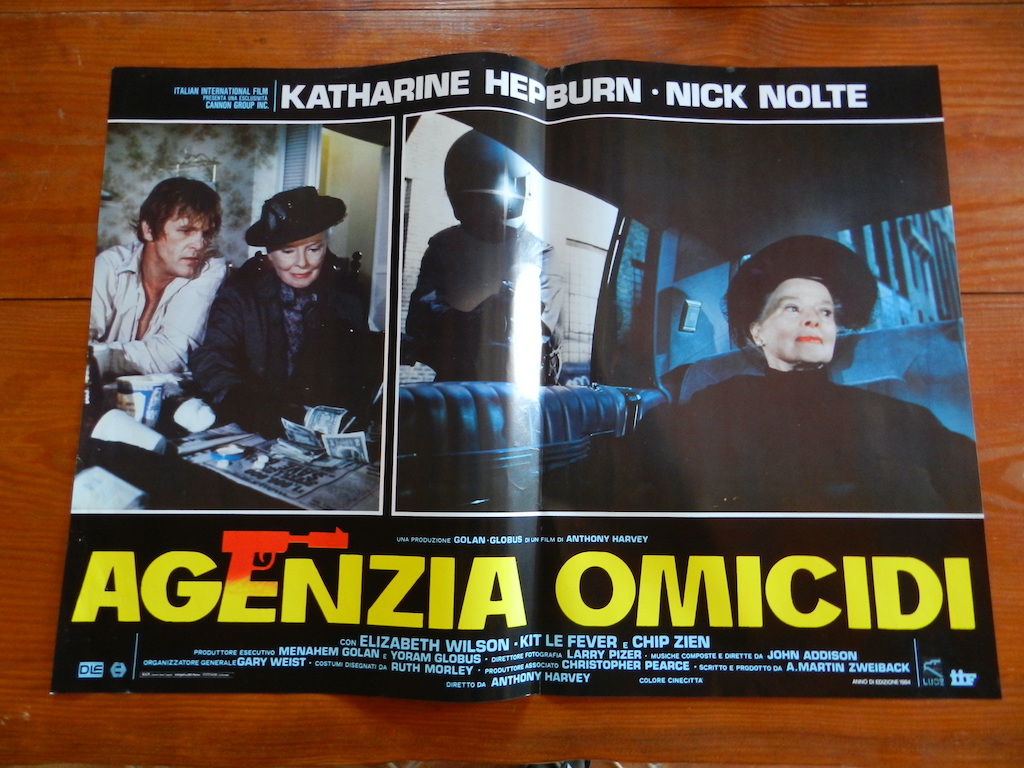 ITALIAN INTERNATIONAL FILM
PRESENTA UNA ESCLUSIVITÀ
CANNON GROUP INC.
KATHARINE HEPBURN · NICK NOLTE
UNA PRODUZIONE GOLAN-GLOBUS DI UN FILM DI ANTHONY HARVEY
AGENZIA OMICIDI
CON ELIZABETH WILSON · KIT LE FEVER E CHIP ZIEN
PRODUTTORE ESECUTIVO MENAHEM GOLAN E YORAM GLOBUS · DIRETTORE FOTOGRAFIA LARRY PIZER · MUSICHE COMPOSTE E DIRETTE DA JOHN ADDISON
ORGANIZZATORE GENERALE GARY WEIST · COSTUMI DISEGNATI DA RUTH MORLEY · PRODUTTORE ASSOCIATO CHRISTOPHER PEARCE · SCRITTO E PRODOTTO DA A. MARTIN ZWEIBACK
DIRETTO DA ANTHONY HARVEY
COLORE CINECITTÀ
ANNO DI EDIZIONE 1984
DLE